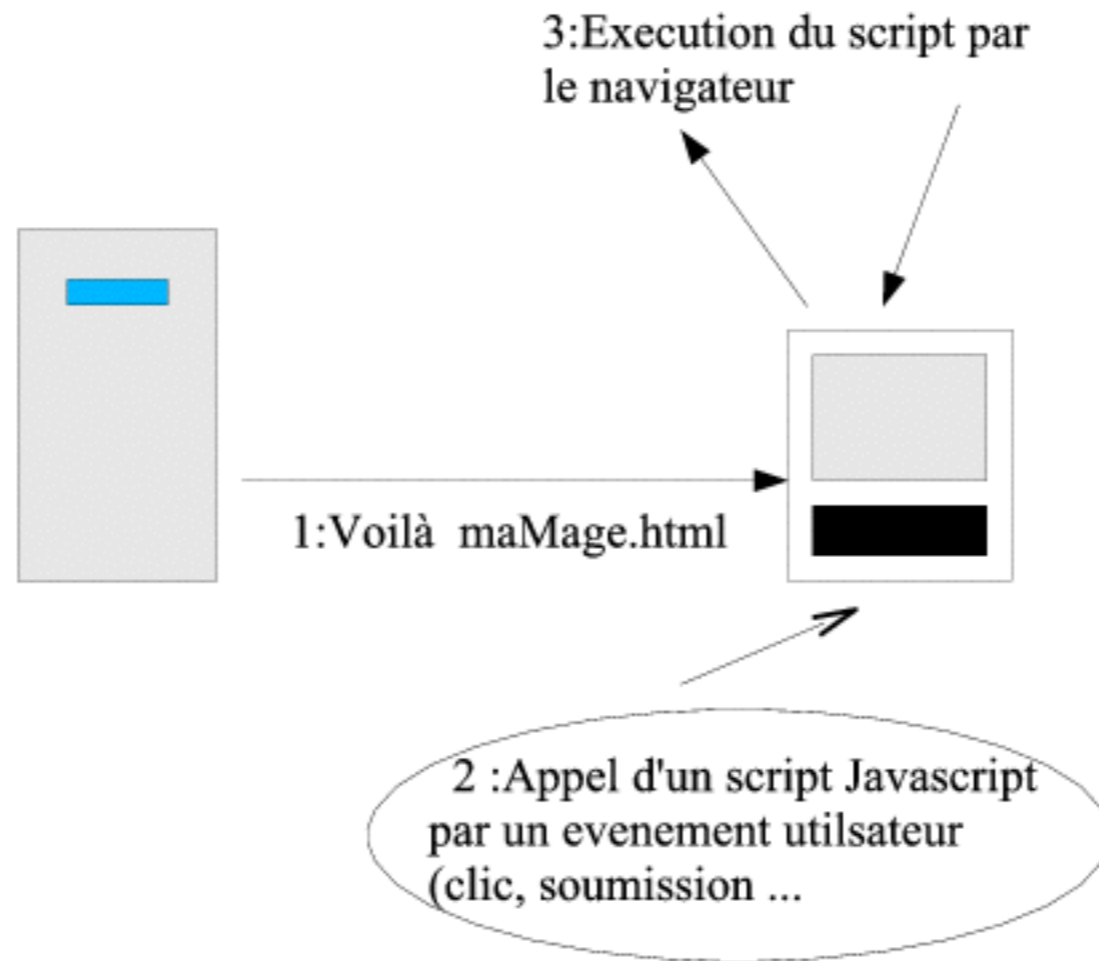 3:Execution du script par
le navigateur
1:Voilà maMage.html
2 :Appel d'un script Javascript
par un evenement utilsateur
(clic, soumission ...